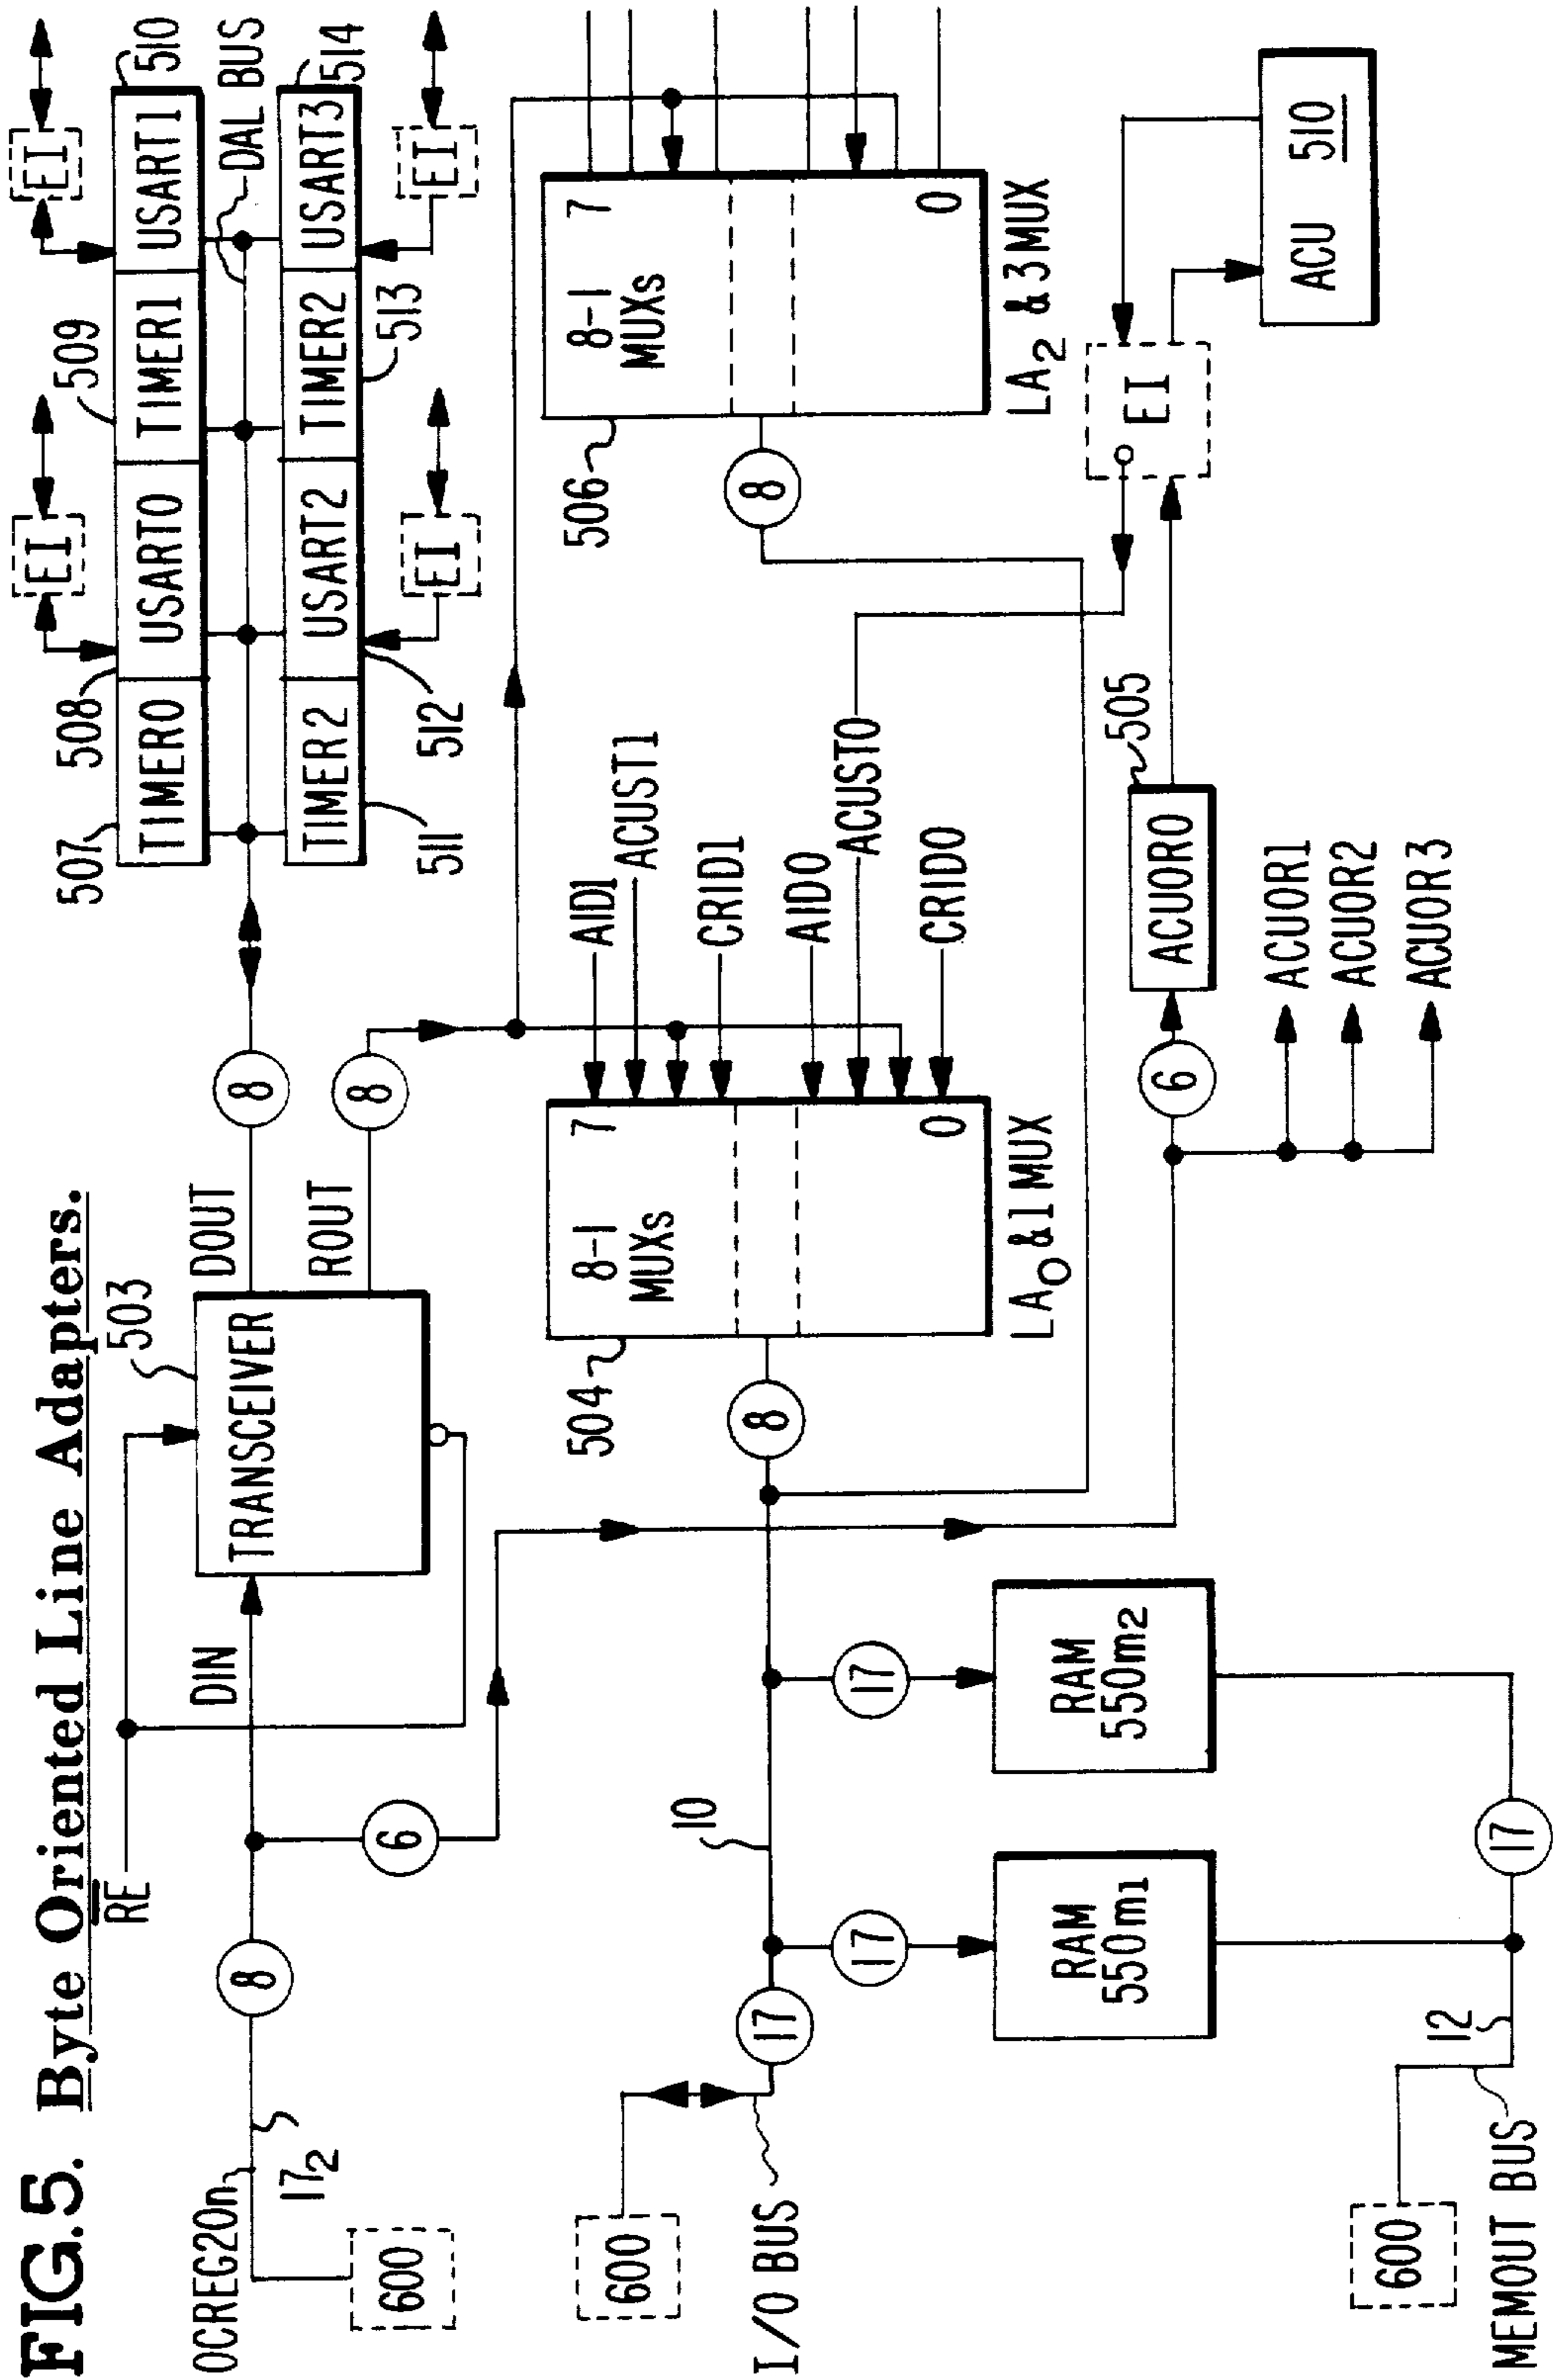 FIG.5. Byte Oriented Line Adapters.
OCREG20n
17₂
600
8
6
RE
DIN
TRANSCEIVER
503
DOUT
ROUT
8
8
507
TIMER0
508
USART0
509
TIMER1
USART1
510
EI
EI
DAL BUS
TIMER2
511
USART2
512
TIMER2
513
USART3
514
EI
EI
600
I/O BUS
17
10
17
17
8
504
8-1
MUXs
7
0
LA₀ & 1 MUX
AID1
ACUST1
CRID1
AID0
ACUST0
CRID0
8
506
8-1
MUXs
7
0
LA₂ & 3 MUX
RAM
550m1
RAM
550m2
6
ACUOR0
505
ACUOR1
ACUOR2
ACUOR3
EI
ACU 510
600
MEMOUT BUS
12
17